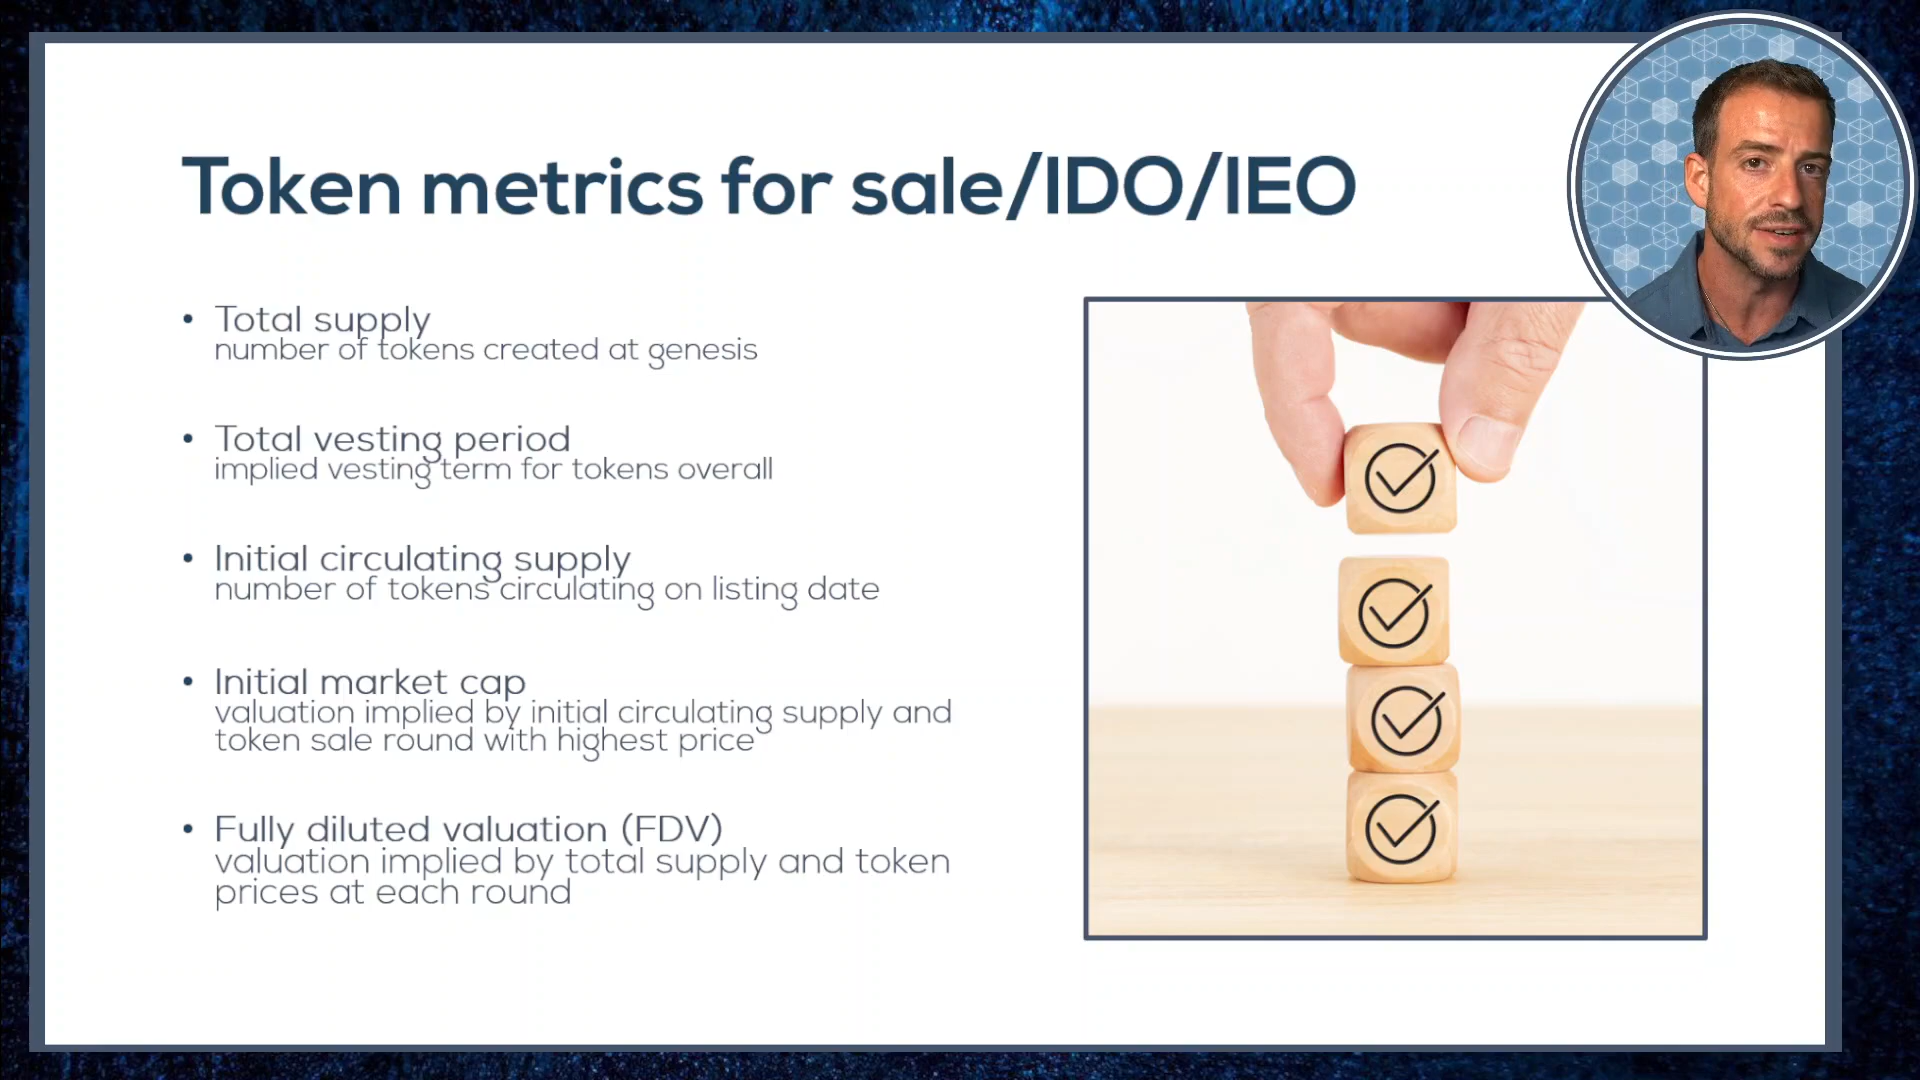 Token metrics for sale/IDO/IEO
• Total supply
number of tokens created at genesis
• Total vesting period
implied vesting term for tokens overall
• Initial circulating supply
number of tokens circulating on listing date
• Initial market cap
valuation implied by initial circulating supply and
token sale round with highest price
• Fully diluted valuation (FDV)
valuation implied by total supply and token
prices at each round